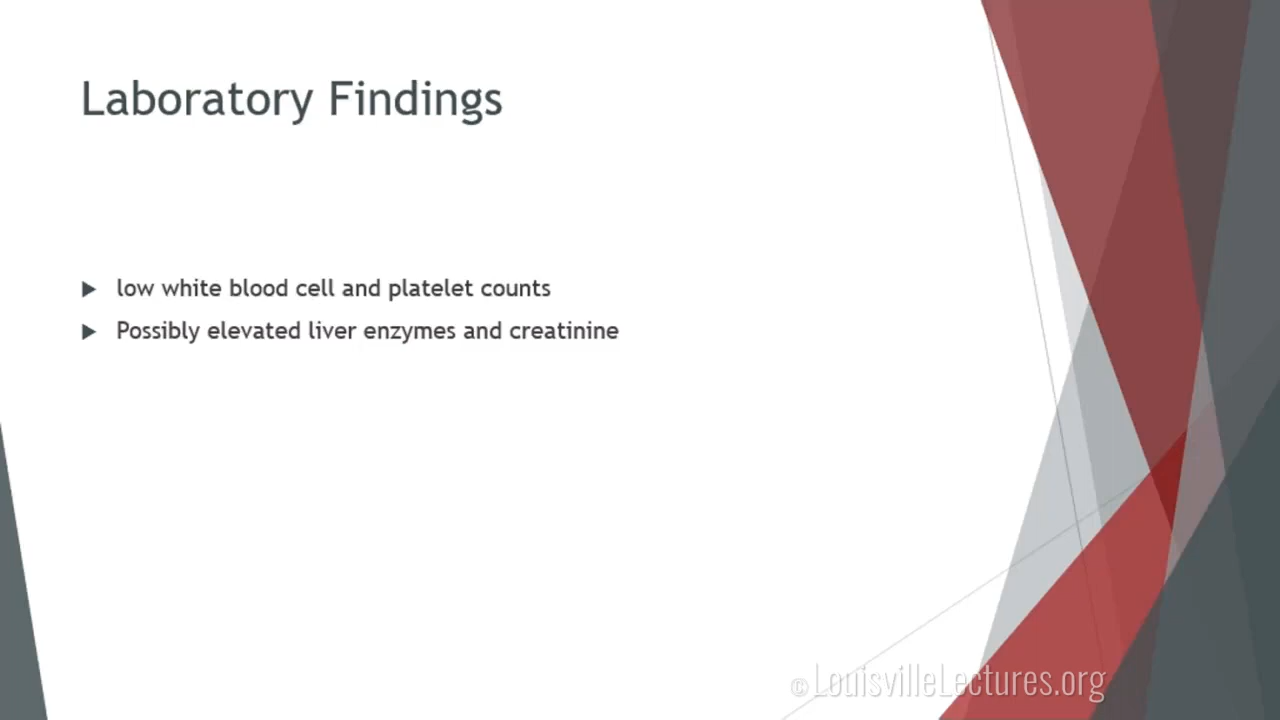 Laboratory Findings
low white blood cell and platelet counts
Possibly elevated liver enzymes and creatinine
©LouisvilleLectures.org